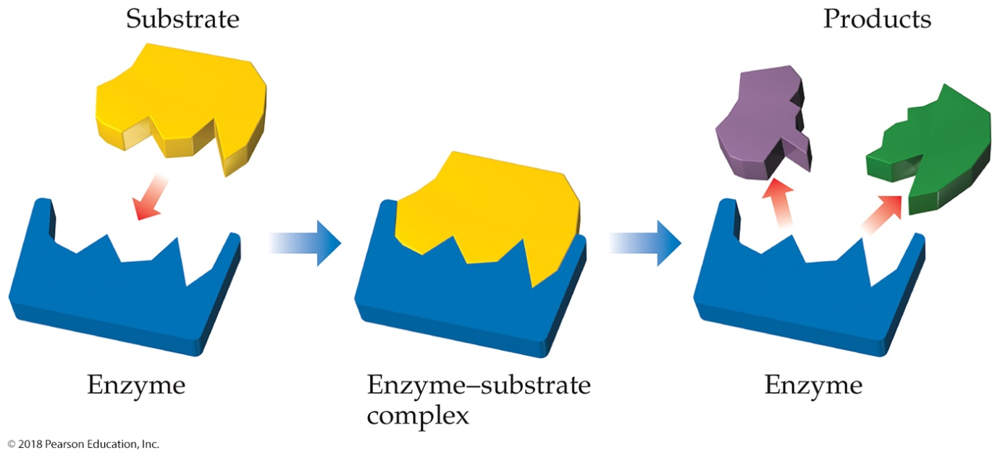 Substrate
Products
Enzyme
Enzyme–substrate
complex
Enzyme
© 2018 Pearson Education, Inc.